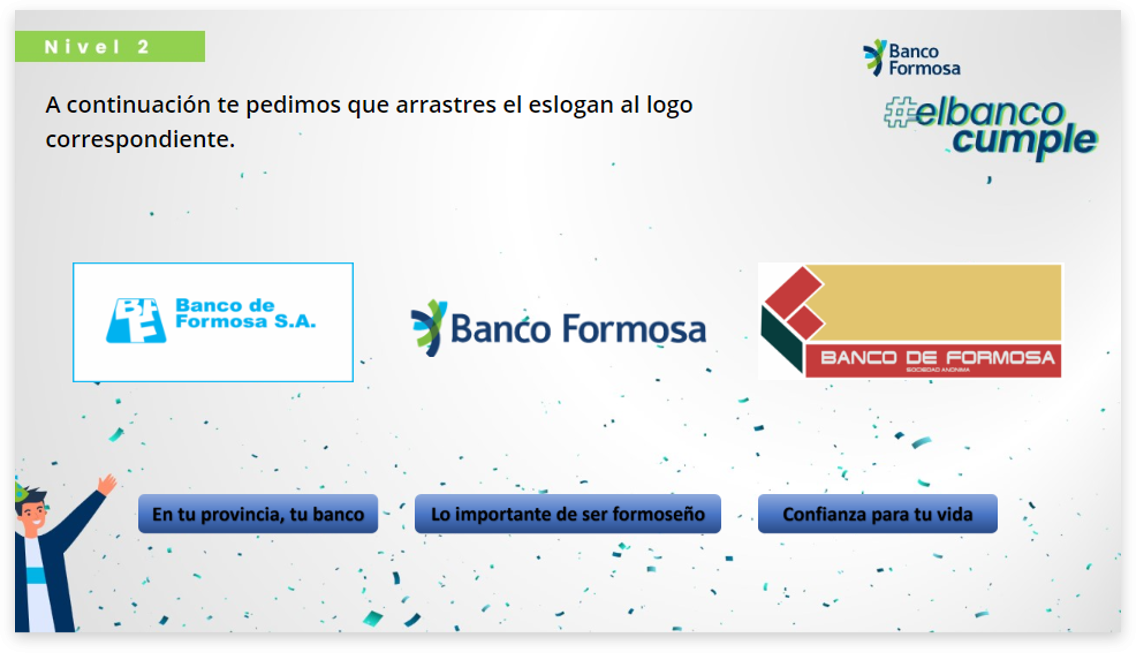 Nivel 2
Banco
Formosa
#elbanco
cumple
A continuación te pedimos que arrastres el eslogan al logo
correspondiente.
BFE
Banco de
Formosa S.A.
Banco Formosa
BANCO DE FORMOSA
SOCIEDAD ANONIMA
En tu provincia, tu banco
Lo importante de ser formoseño
Confianza para tu vida